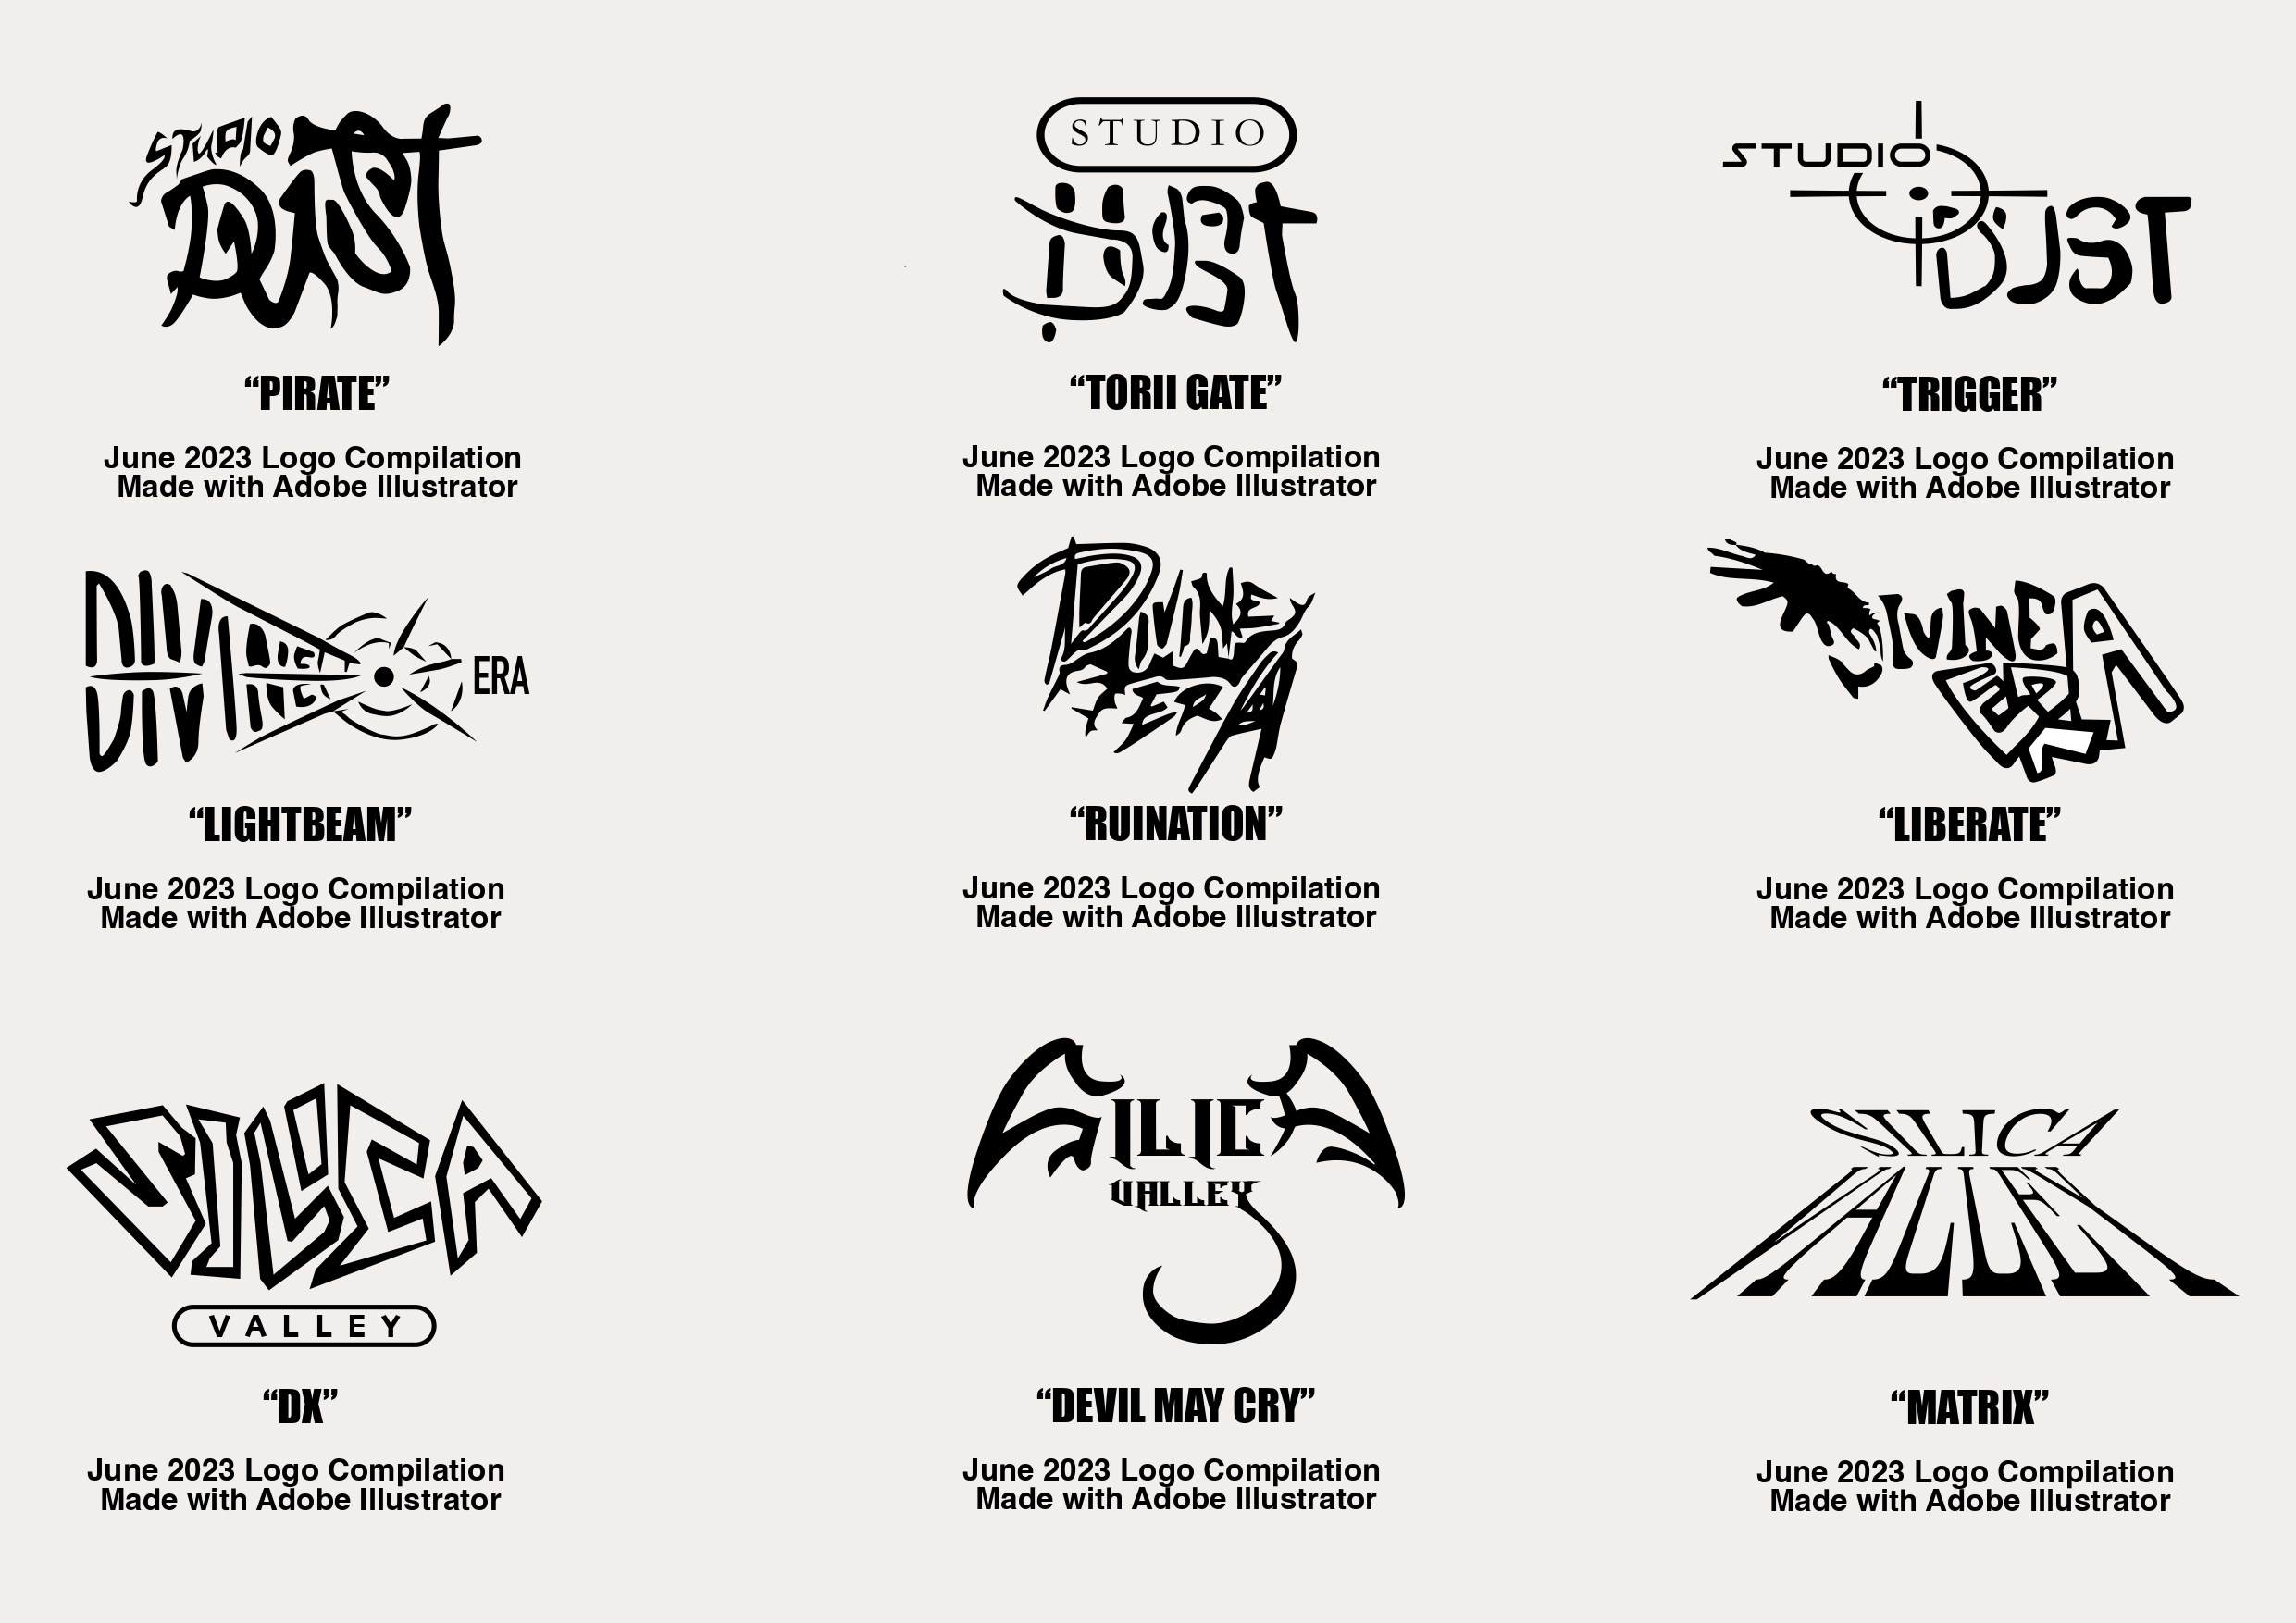 STUDIO
DUST
"PIRATE"
June 2023 Logo Compilation
Made with Adobe Illustrator
STUDIO
DUST
“TORII GATE”
June 2023 Logo Compilation
Made with Adobe Illustrator
STUDIO
DUST
“TRIGGER”
June 2023 Logo Compilation
Made with Adobe Illustrator
DIVINE
ERA
“LIGHTBEAM”
June 2023 Logo Compilation
Made with Adobe Illustrator
DIVINE
ERA
“RUINATION”
June 2023 Logo Compilation
Made with Adobe Illustrator
DIVINE
ERA
“LIBERATE”
June 2023 Logo Compilation
Made with Adobe Illustrator
SILICA
VALLEY
“DX”
June 2023 Logo Compilation
Made with Adobe Illustrator
SILICA
VALLEY
“DEVIL MAY CRY”
June 2023 Logo Compilation
Made with Adobe Illustrator
SILICA
VALLEY
“MATRIX”
June 2023 Logo Compilation
Made with Adobe Illustrator